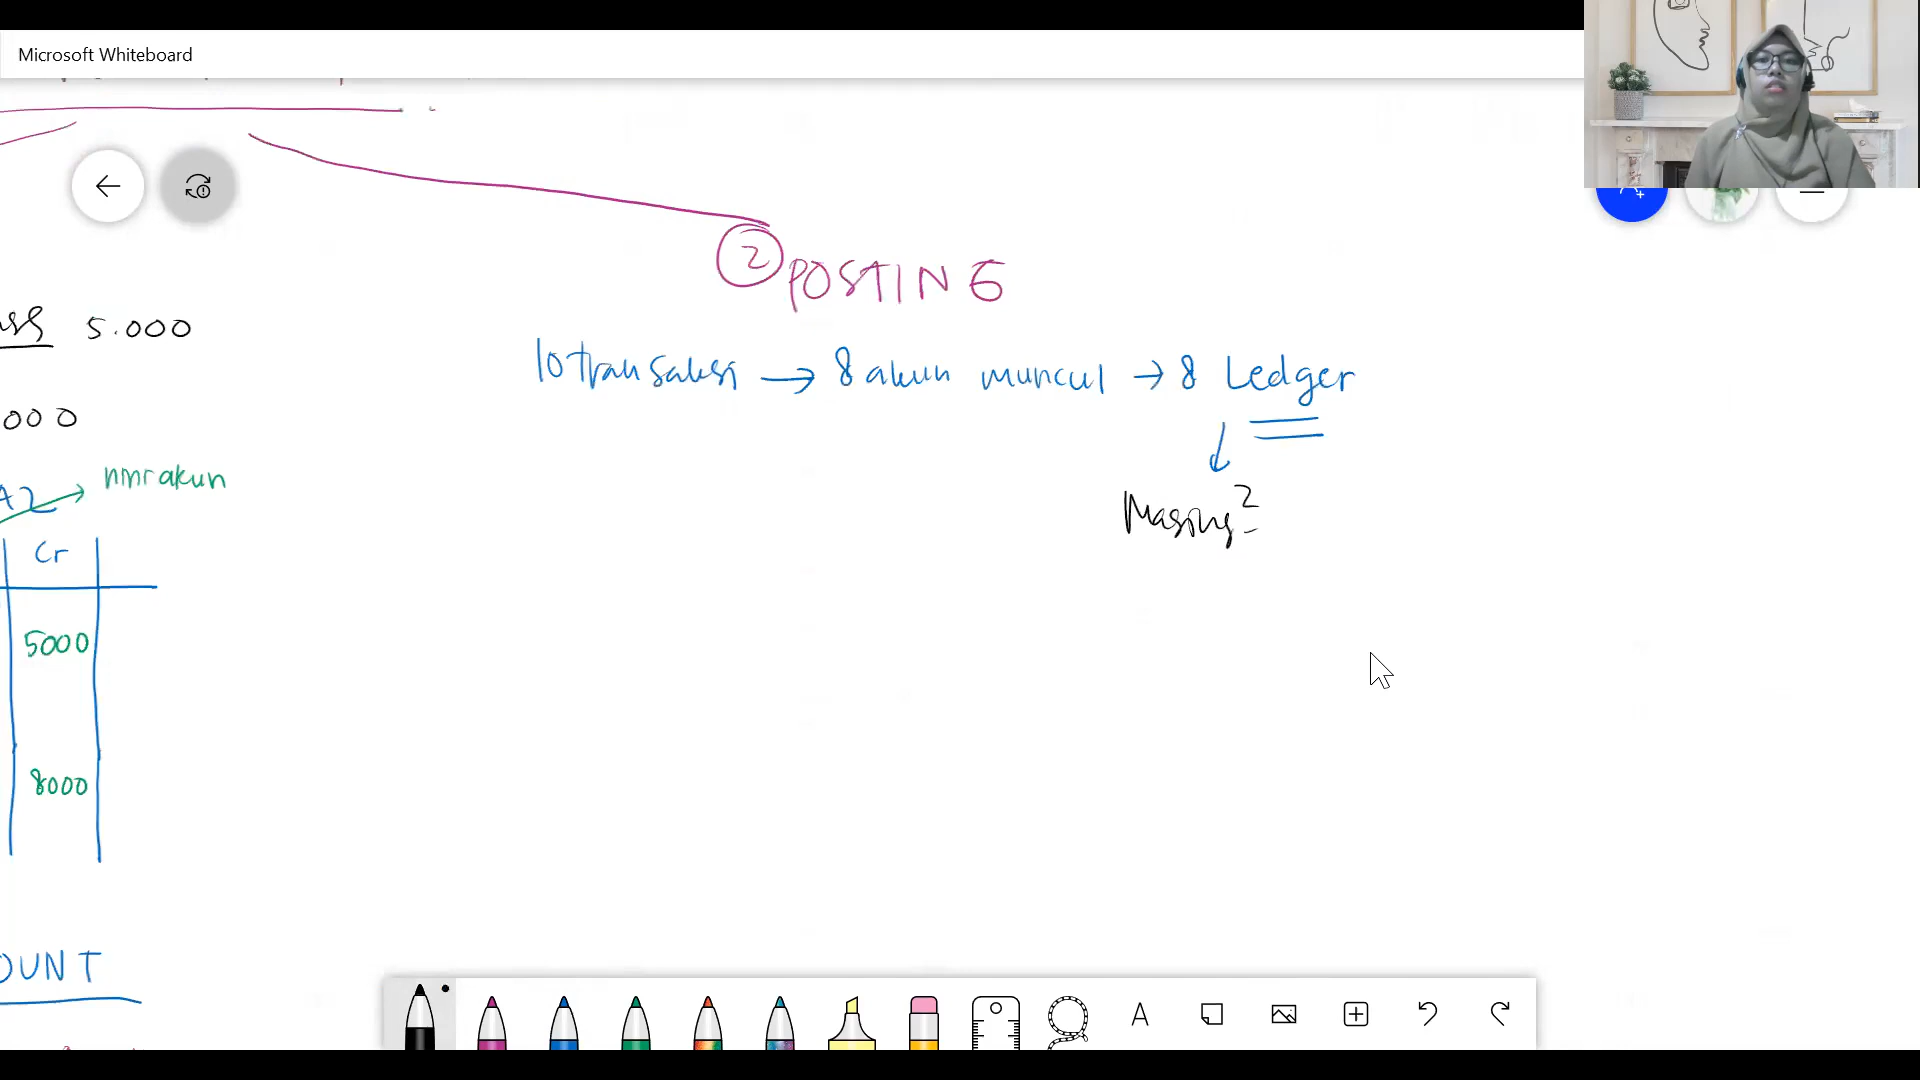 Microsoft Whiteboard
2 POSTING
5.000
10 transaksi → 8 akun muncul → 8 Ledger
000
nmr akun
Masing2
Cr
5000
8000
OUNT
A